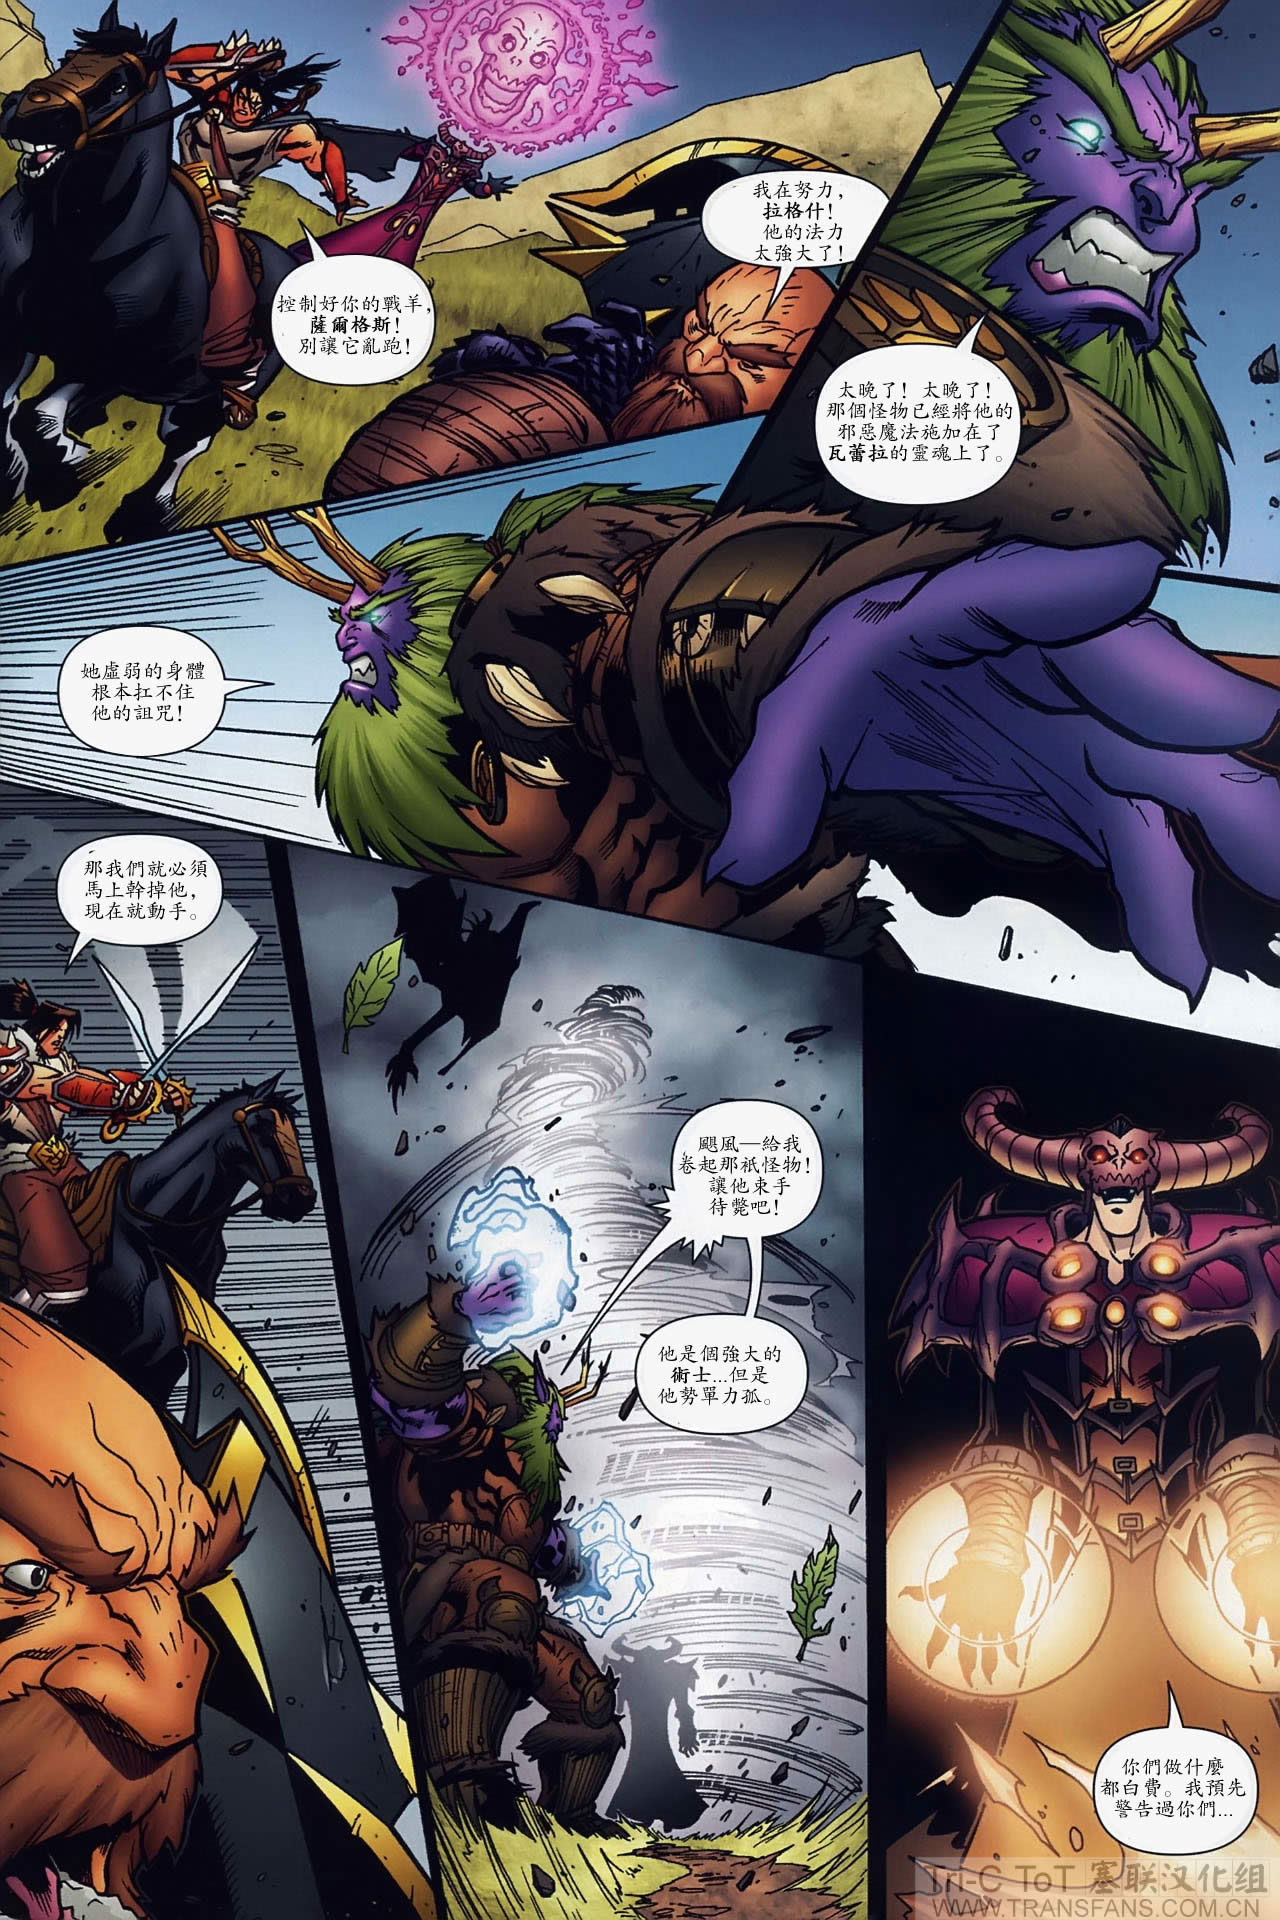 控制好你的戰羊,
薩爾格斯!
別讓它亂跑!
我在努力,
拉格什!
他的法力
太強大了!
太晚了! 太晚了!
那個怪物已經將他的
邪惡魔法施加在了
瓦蕾拉的靈魂上了。
她虛弱的身體
根本扛不住
他的詛咒!
那我們就必須
馬上幹掉他,
現在就動手。
颶風—給我
卷起那衹怪物!
讓他束手
待斃吧!
他是個強大的
術士...但是
他勢單力孤。
你們做什麼
都白費。我預先
警告過你們...
Tri-C ToT 塞联汉化组
WWW.TRANSFANS.COM.CN